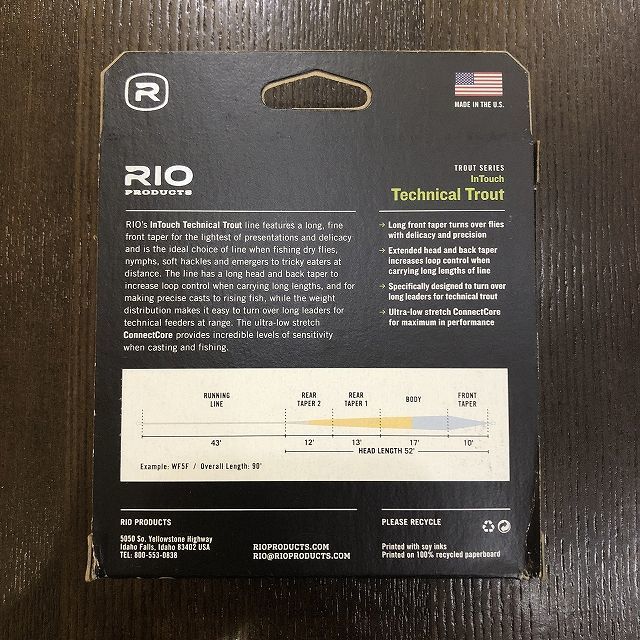 R
MADE IN THE U.S.
RIO
PRODUCTS
TROUT SERIES
InTouch
Technical Trout
RIO's InTouch Technical Trout line features a long, fine
front taper for the lightest of presentations and delicacy
and is the ideal choice of line when fishing dry flies,
nymphs, soft hackles and emergers to tricky eaters at
distance. The line has a long head and back taper to
increase loop control when carrying long lengths, and for
making precise casts to rising fish, while the weight
distribution makes it easy to turn over long leaders for
technical feeders at range. The ultra-low stretch
ConnectCore provides incredible levels of sensitivity
when casting and fishing.
→ Long front taper turns over flies
with delicacy and precision
→ Extended head and back taper
increases loop control when
carrying long lengths of line
→ Specifically designed to turn over
long leaders for technical trout
→ Ultra-low stretch ConnectCore
for maximum in performance
RUNNING
LINE
REAR
TAPER 2
REAR
TAPER 1
BODY
FRONT
TAPER
43' 12' 13' 17' 10'
HEAD LENGTH 52'
Example: WF5F / Overall Length: 90'
RIO PRODUCTS
5050 So. Yellowstone Highway
Idaho Falls, Idaho 83402 USA
TEL: 800-553-0838
RIOPRODUCTS.COM
RIO@RIOPRODUCTS.COM
PLEASE RECYCLE
Printed with soy inks
Printed on 100% recycled paperboard